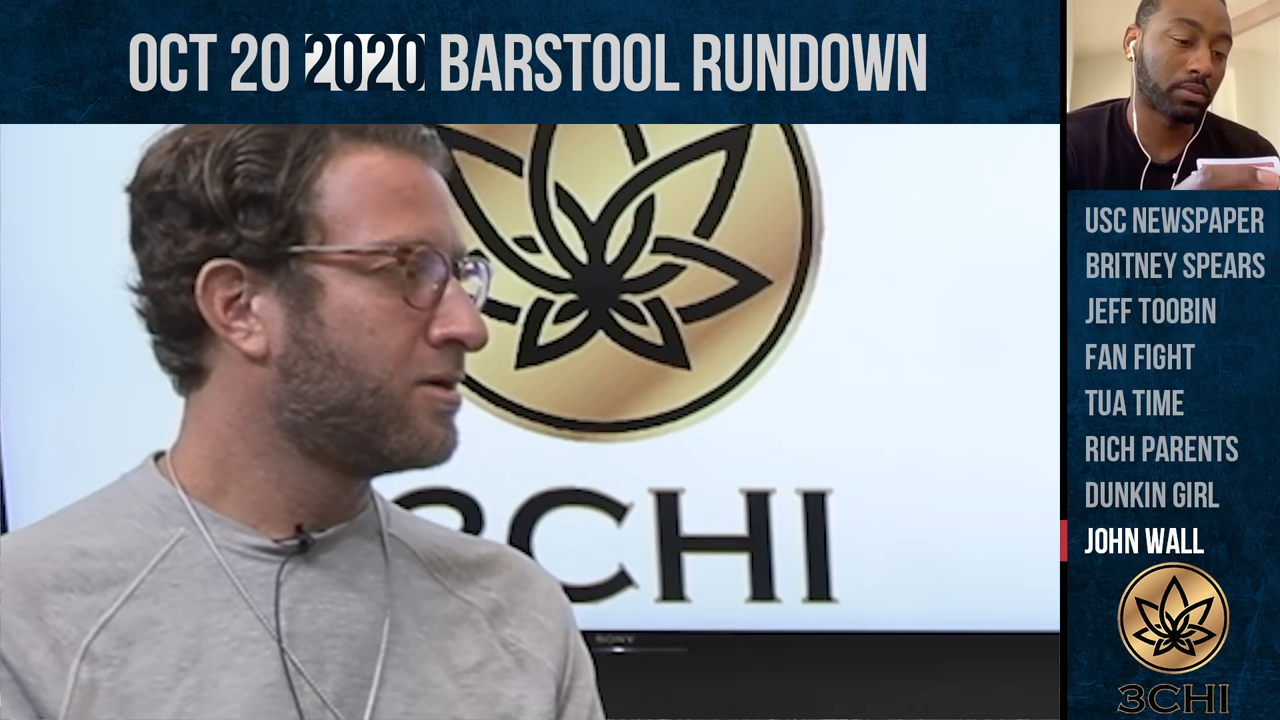 OCT 20 2020 BARSTOOL RUNDOWN
USC NEWSPAPER
BRITNEY SPEARS
JEFF TOOBIN
FAN FIGHT
TUA TIME
RICH PARENTS
DUNKIN GIRL
JOHN WALL
3CHI
SONY
3CHI